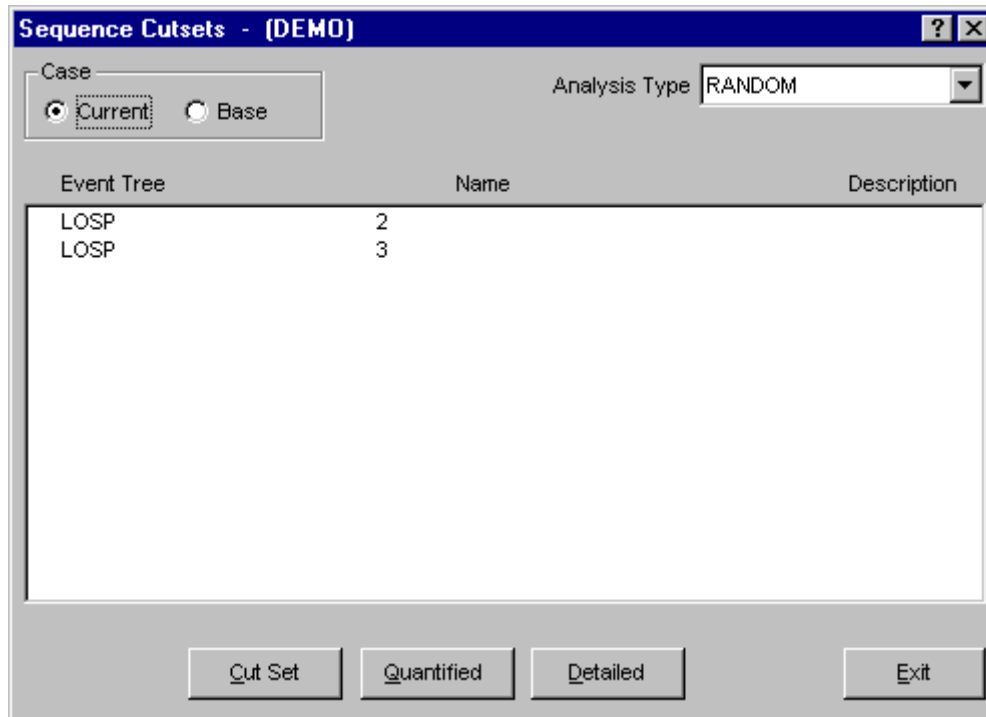 Sequence Cutsets - (DEMO)
Case
Current Base
Analysis Type RANDOM
Event Tree Name Description
LOSP 2
LOSP 3
Cut Set Quantified Detailed Exit